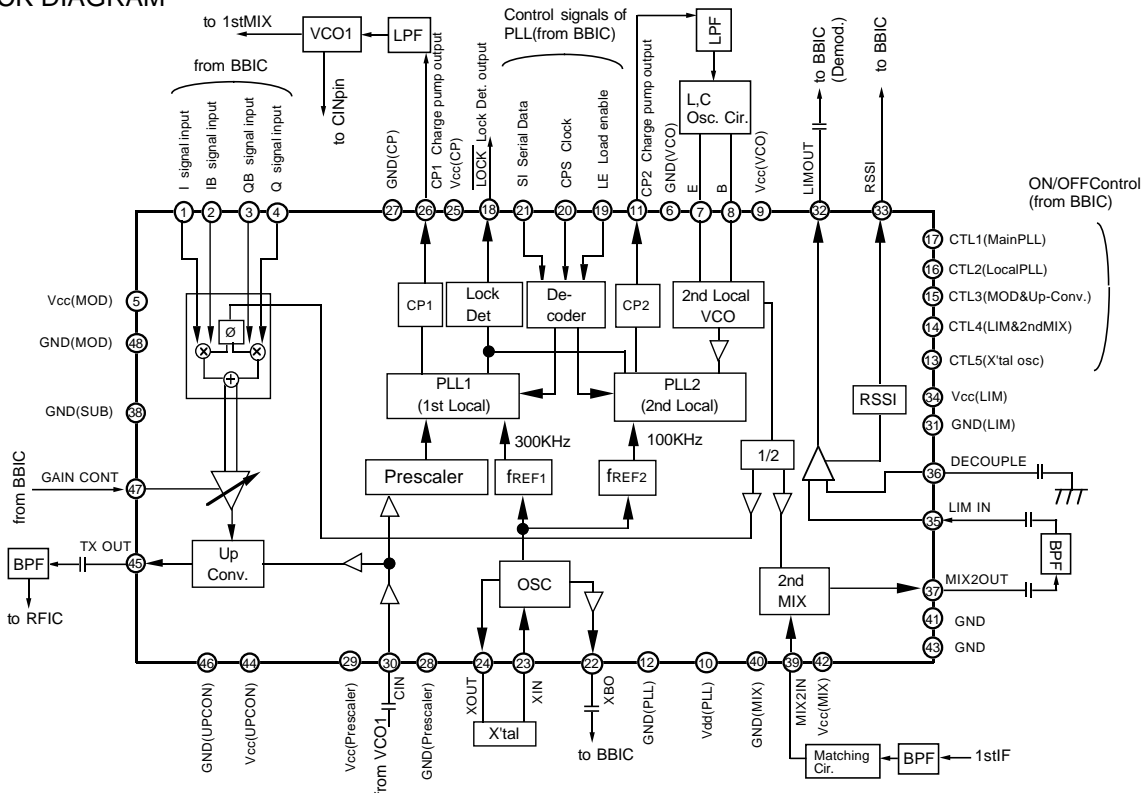 CK DIAGRAM
to 1stMIX
VCO1
LPF
to CINpin
from BBIC
I signal input
IB signal input
QB signal input
Q signal input
GND(CP)
CP1 Charge pump output
Vcc(CP)
LOCK Lock Det. output
Control signals of
PLL(from BBIC)
SI Serial Data
CPS Clock
LE Load enable
CP2 Charge pump output
LPF
L,C
Osc. Cir.
GND(VCO)
E
B
Vcc(VCO)
to BBIC
(Demod.)
LIMOUT
to BBIC
RSSI
ON/OFFControl
(from BBIC)
1
2
3
4
27
26
25
18
21
20
19
11
6
7
8
9
32
33
17 CTL1(MainPLL)
16 CTL2(LocalPLL)
15 CTL3(MOD&Up-Conv.)
14 CTL4(LIM&2ndMIX)
13 CTL5(X'tal osc)
34 Vcc(LIM)
31 GND(LIM)
36 DECOUPLE
35 LIM IN
BPF
37 MIX2OUT
41 GND
43 GND
Vcc(MOD) 5
GND(MOD) 48
GND(SUB) 38
from BBIC
GAIN CONT 47
BPF
TX OUT 45
to RFIC
Ø
CP1
Lock
Det
De-
coder
CP2
2nd Local
VCO
PLL1
(1st Local)
PLL2
(2nd Local)
RSSI
300KHz
100KHz
1/2
Prescaler
fREF1
fREF2
Up
Conv.
OSC
2nd
MIX
46
44
29
30
28
24
23
22
12
10
40
39
42
GND(UPCON)
Vcc(UPCON)
Vcc(Prescaler)
CIN
from VCO1
GND(Prescaler)
XOUT
XIN
X'tal
XBO
to BBIC
GND(PLL)
Vdd(PLL)
GND(MIX)
MIX2IN
Vcc(MIX)
Matching
Cir.
BPF
1stIF